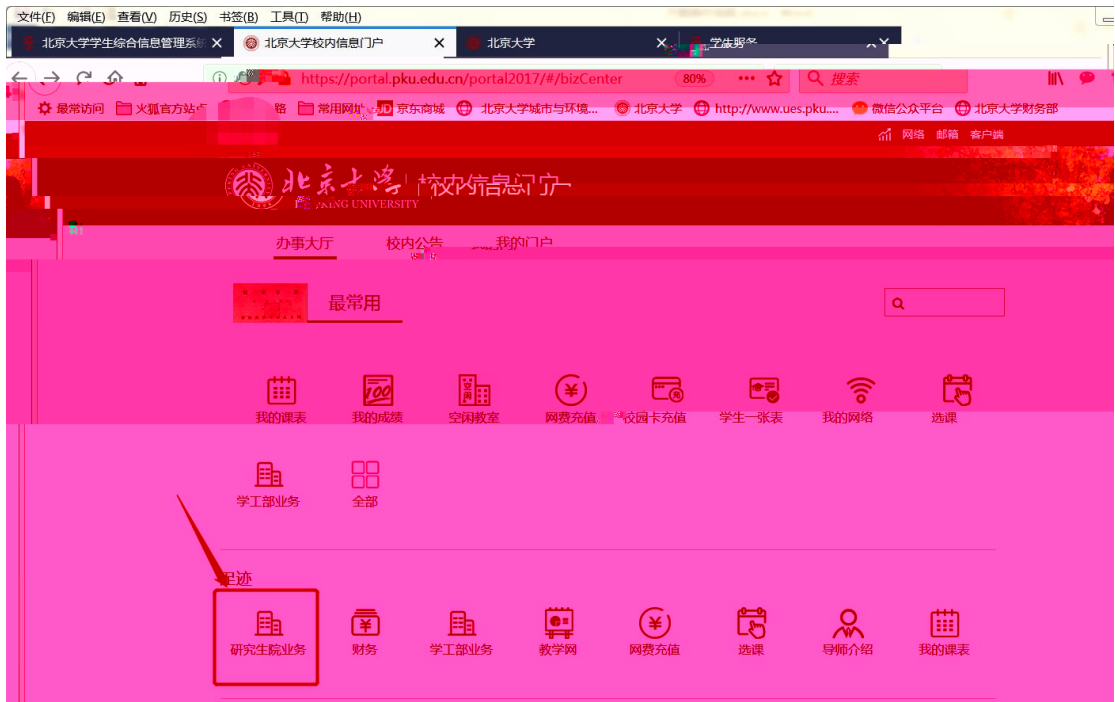 文件(F) 编辑(E) 查看(V) 历史(S) 书签(B) 工具(T) 帮助(H)
北京大学学生综合信息管理系统 北京大学校内信息门户 北京大学 学生
https://portal.pku.edu.cn/portal2017/#/bizCenter 80% 搜索
最常访问 火狐官方站点 常用网址 JD 京东商城 北京大学城市与环境... 北京大学 http://www.ues.pku.... 微信公众平台 北京大学财务部
网络 邮箱 客户端
北京大学 校内信息门户
PEKING UNIVERSITY
办事大厅 校内公告 我的门户
最常用
我的课表 我的成绩 空闲教室 网费充值 校园卡充值 学生一张表 我的网络 选课
学工部业务 全部
足迹
研究生院业务 财务 学工部业务 教学网 网费充值 选课 导师介绍 我的课表